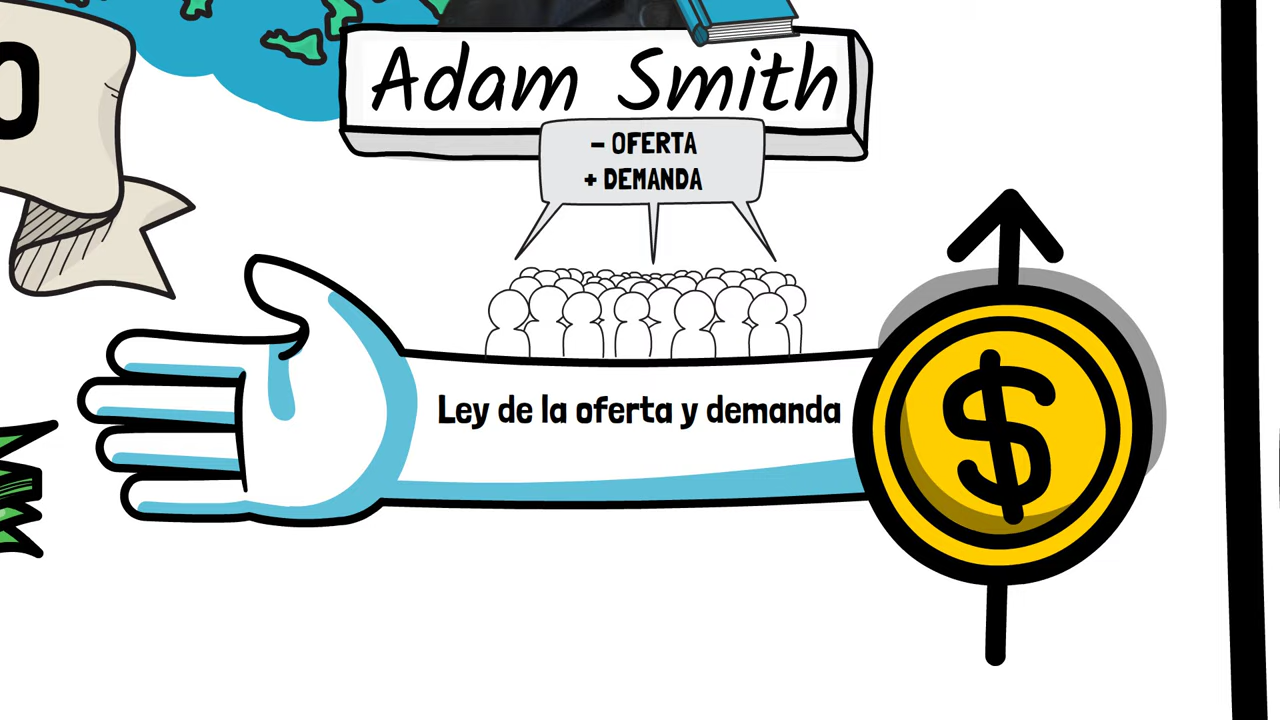 Adam Smith
- OFERTA
+ DEMANDA
Ley de la oferta y demanda
$